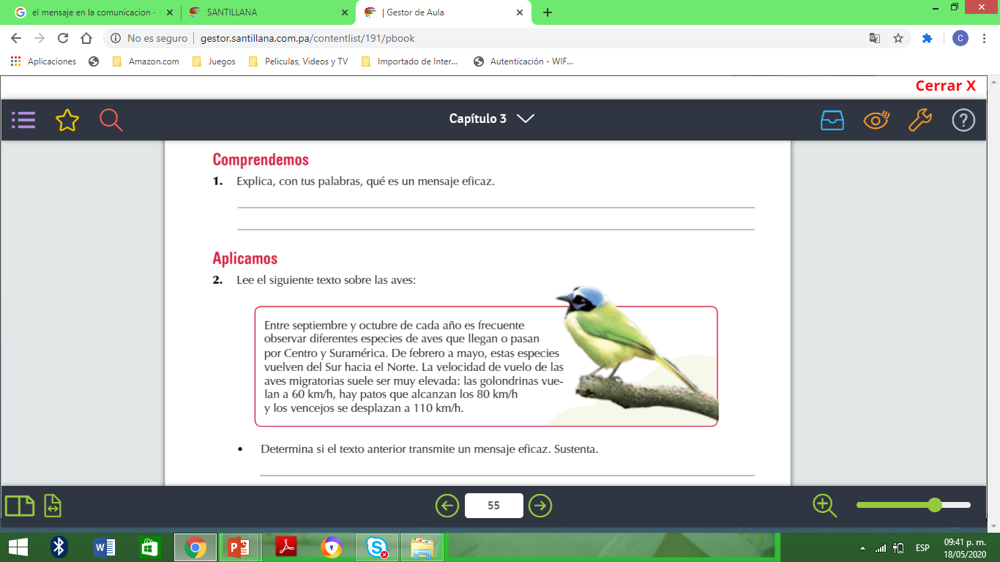 el mensaje en la comunicacion -
SANTILLANA
| Gestor de Aula
No es seguro | gestor.santillana.com.pa/contentlist/191/pbook
C
Aplicaciones
Amazon.com
Juegos
Peliculas, Videos y TV
Importado de Inter...
Autenticación - WIF...
Cerrar X
Capítulo 3
Comprendemos
1. Explica, con tus palabras, qué es un mensaje eficaz.
Aplicamos
2. Lee el siguiente texto sobre las aves:
Entre septiembre y octubre de cada año es frecuente
observar diferentes especies de aves que llegan o pasan
por Centro y Suramérica. De febrero a mayo, estas especies
vuelven del Sur hacia el Norte. La velocidad de vuelo de las
aves migratorias suele ser muy elevada: las golondrinas vue-
lan a 60 km/h, hay patos que alcanzan los 80 km/h
y los vencejos se desplazan a 110 km/h.
• Determina si el texto anterior transmite un mensaje eficaz. Sustenta.
55
ESP
09:41 p. m.
18/05/2020